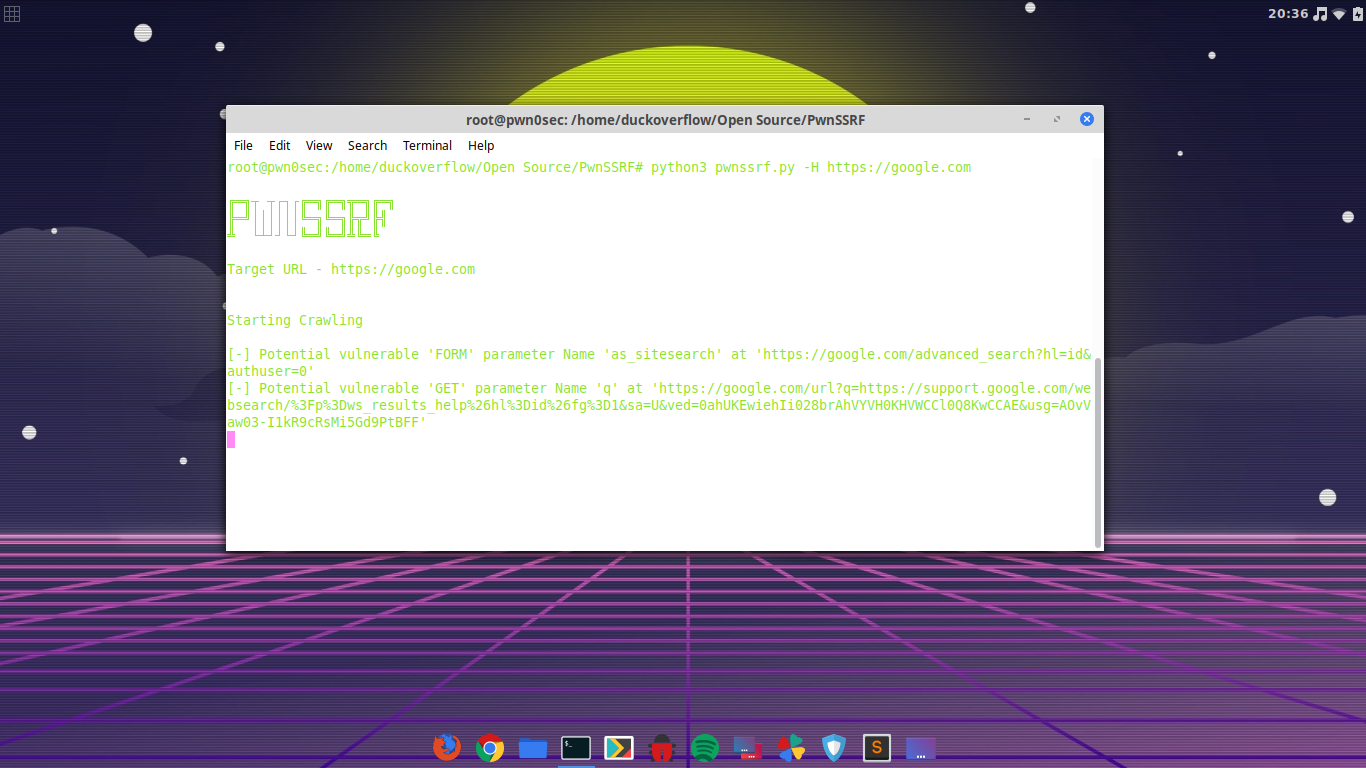 20:36
root@pwn0sec: /home/duckoverflow/Open Source/PwnSSRF
File Edit View Search Terminal Help
root@pwn0sec:/home/duckoverflow/Open Source/PwnSSRF# python3 pwnssrf.py -H https://google.com
PWNSSRF
Target URL - https://google.com
Starting Crawling
[-] Potential vulnerable 'FORM' parameter Name 'as_sitesearch' at 'https://google.com/advanced_search?hl=id&
authuser=0'
[-] Potential vulnerable 'GET' parameter Name 'q' at 'https://google.com/url?q=https://support.google.com/we
bsearch/%3Fp%3Dws_results_help%26hl%3Did%26fg%3D1&sa=U&ved=0ahUKEwiehIi028brAhVYVH0KHVWCCl0Q8KwCCAE&usg=AOvV
aw03-I1kR9cRsMi5Gd9PtBFF'
$_
S